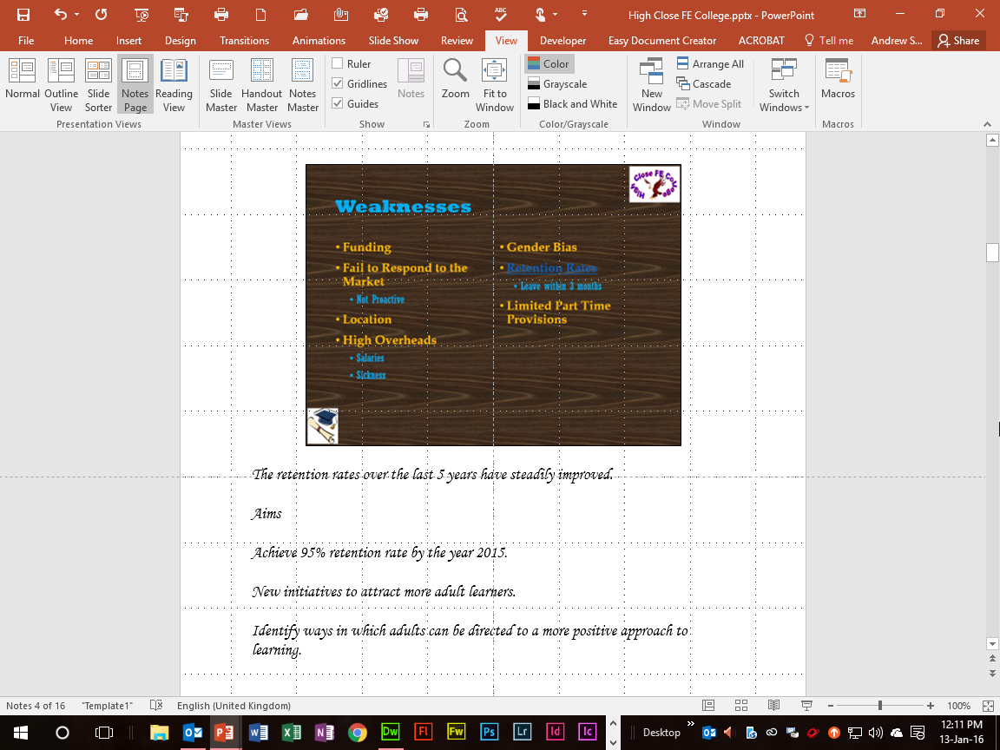 High Close FE College.pptx - PowerPoint
File Home Insert Design Transitions Animations Slide Show Review View Developer Easy Document Creator ACROBAT Tell me Andrew S... Share
Normal
Outline View
Slide Sorter
Notes Page
Reading View
Presentation Views
Slide Master
Handout Master
Notes Master
Master Views
Ruler
Gridlines
Guides
Notes
Show
Zoom
Fit to Window
Zoom
Color
Grayscale
Black and White
Color/Grayscale
New Window
Arrange All
Cascade
Move Split
Switch Windows
Window
Macros
Macros
High Close FE College
Weaknesses
• Funding
• Fail to Respond to the
Market
• Not Proactive
• Location
• High Overheads
• Salaries
• Sickness
• Gender Bias
• Retention Rates
• Leave within 3 months
• Limited Part Time
Provisions
The retention rates over the last 5 years have steadily improved.
Aims
Achieve 95% retention rate by the year 2015.
New initiatives to attract more adult learners.
Identify ways in which adults can be directed to a more positive approach to
learning.
Notes 4 of 16 "Template1" English (United Kingdom) 100%
Dw Fl Fw Ps Lr Id Ic Desktop
12:11 PM
13-Jan-16